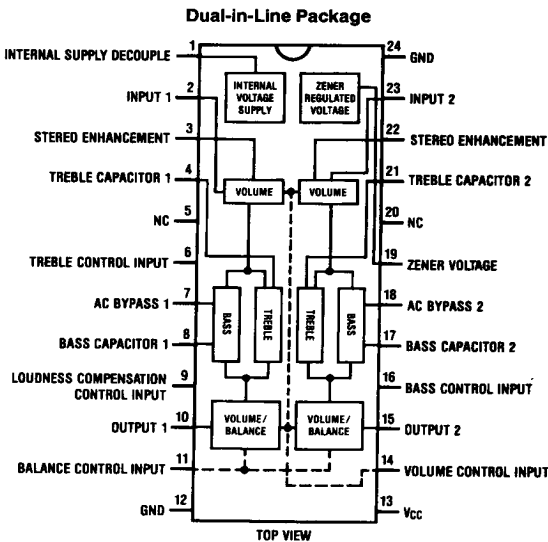 Dual-in-Line Package
INTERNAL SUPPLY DECOUPLE 1
INPUT 1 2
STEREO ENHANCEMENT 3
TREBLE CAPACITOR 1 4
NC 5
TREBLE CONTROL INPUT 6
AC BYPASS 1 7
BASS CAPACITOR 1 8
LOUDNESS COMPENSATION 9
CONTROL INPUT
OUTPUT 1 10
BALANCE CONTROL INPUT 11
GND 12
INTERNAL
VOLTAGE
SUPPLY
ZENER
REGULATED
VOLTAGE
VOLUME
VOLUME
BASS
TREBLE
TREBLE
BASS
VOLUME/
BALANCE
VOLUME/
BALANCE
24 GND
23 INPUT 2
22 STEREO ENHANCEMENT
21 TREBLE CAPACITOR 2
20 NC
19 ZENER VOLTAGE
18 AC BYPASS 2
17 BASS CAPACITOR 2
16 BASS CONTROL INPUT
15 OUTPUT 2
14 VOLUME CONTROL INPUT
13 VCC
TOP VIEW